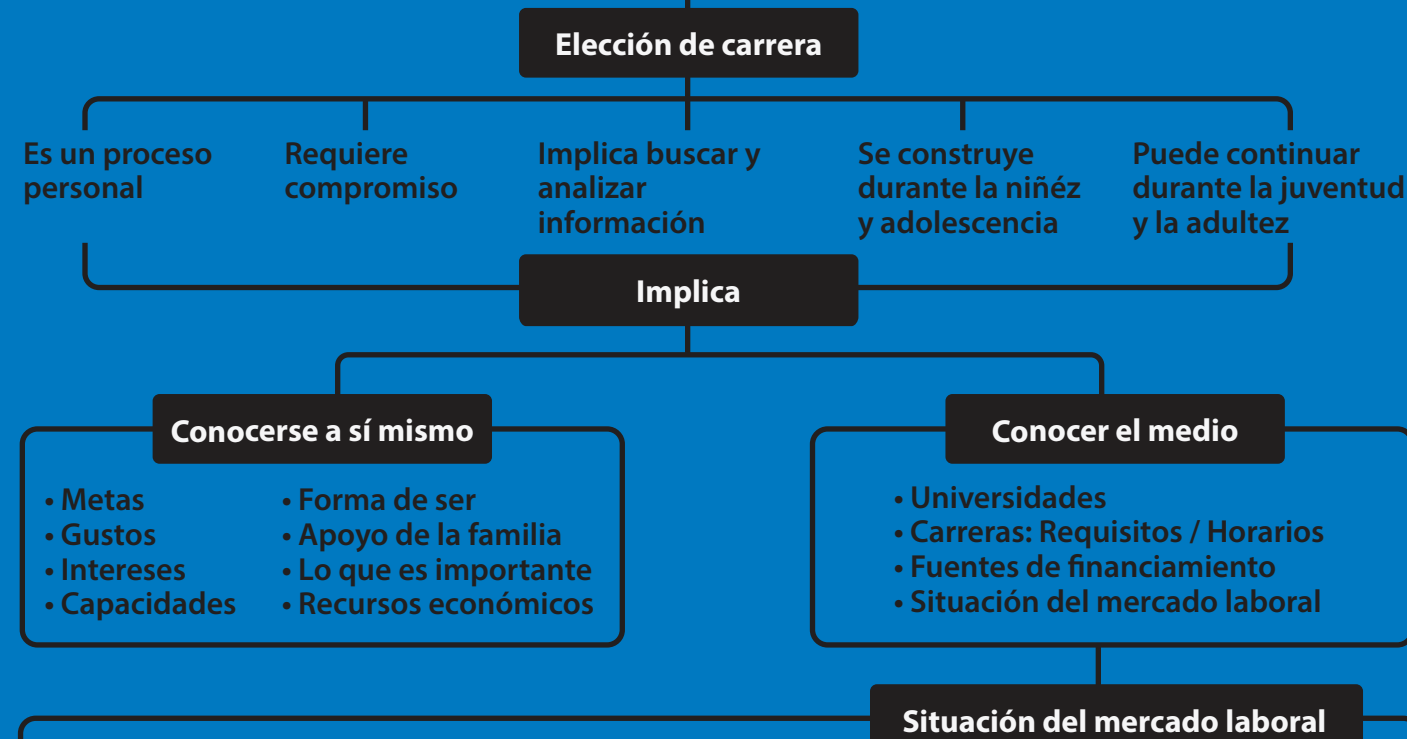 Elección de carrera
Es un proceso
personal
Requiere
compromiso
Implica buscar y
analizar
información
Se construye
durante la niñéz
y adolescencia
Puede continuar
durante la juventud
y la adultez
Implica
Conocerse a sí mismo
• Metas
• Gustos
• Intereses
• Capacidades
• Forma de ser
• Apoyo de la familia
• Lo que es importante
• Recursos económicos
Conocer el medio
• Universidades
• Carreras: Requisitos / Horarios
• Fuentes de financiamiento
• Situación del mercado laboral
Situación del mercado laboral